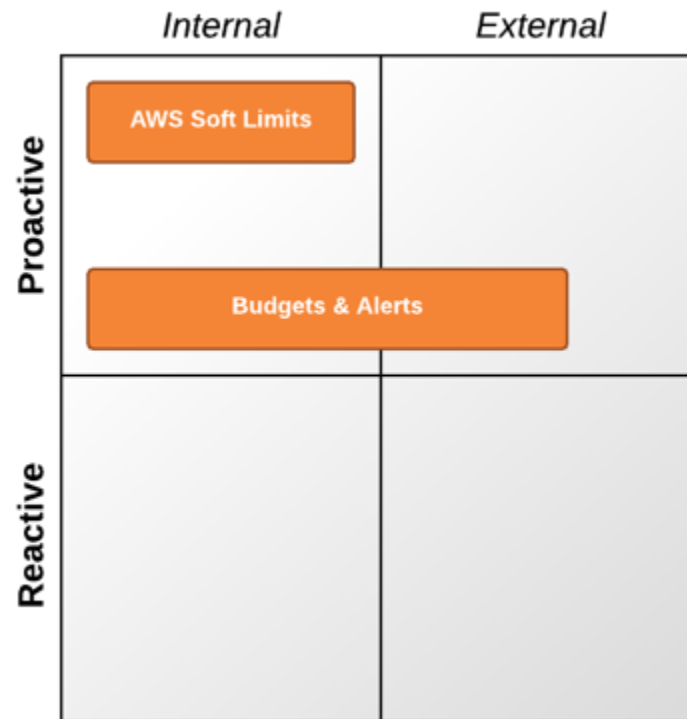 Internal
External
Proactive
AWS Soft Limits
Budgets & Alerts
Reactive